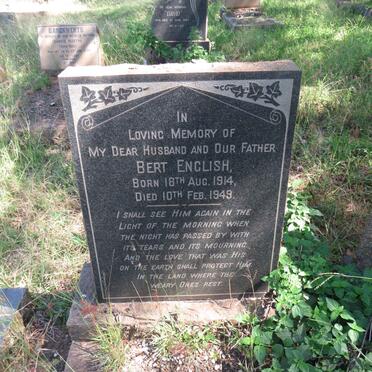 IN
LOVING MEMORY OF
MY DEAR HUSBAND AND OUR FATHER
BERT ENGLISH,
BORN 18TH AUG. 1914,
DIED 10TH FEB. 1949.
I SHALL SEE HIM AGAIN IN THE
LIGHT OF THE MORNING WHEN
THE NIGHT HAS PASSED BY WITH
ITS TEARS AND ITS MOURNING,
AND THE LOVE THAT WAS HIS
ON THE EARTH SHALL PROTEST HIM
IN THE LAND WHERE THE
WEARY ONES REST.